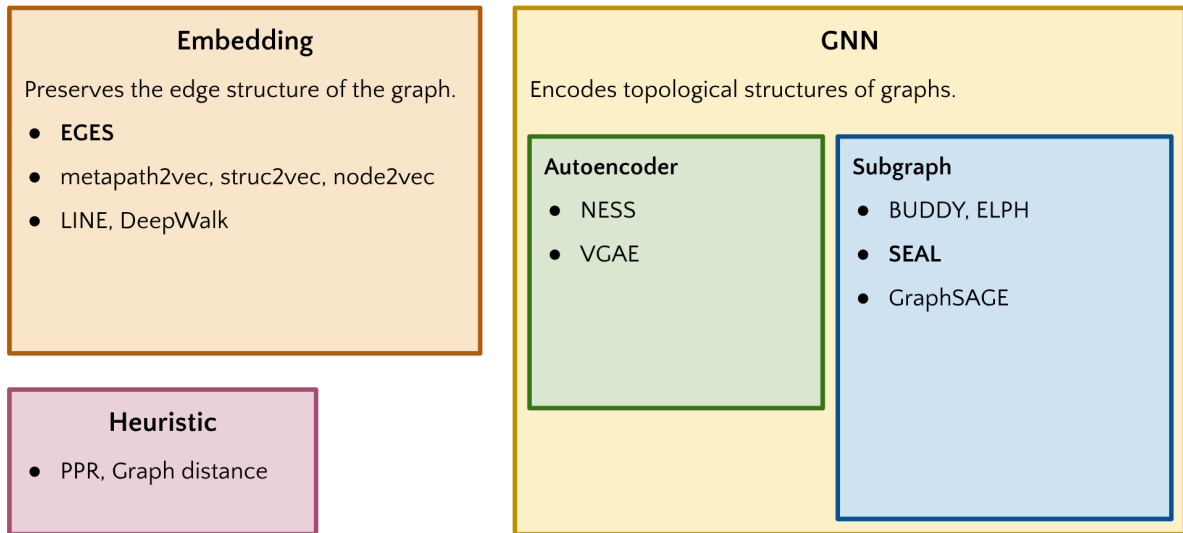 Embedding
Preserves the edge structure of the graph.
● EGES
● metapath2vec, struc2vec, node2vec
● LINE, DeepWalk
Heuristic
● PPR, Graph distance
GNN
Encodes topological structures of graphs.
Autoencoder
● NESS
● VGAE
Subgraph
● BUDDY, ELPH
● SEAL
● GraphSAGE